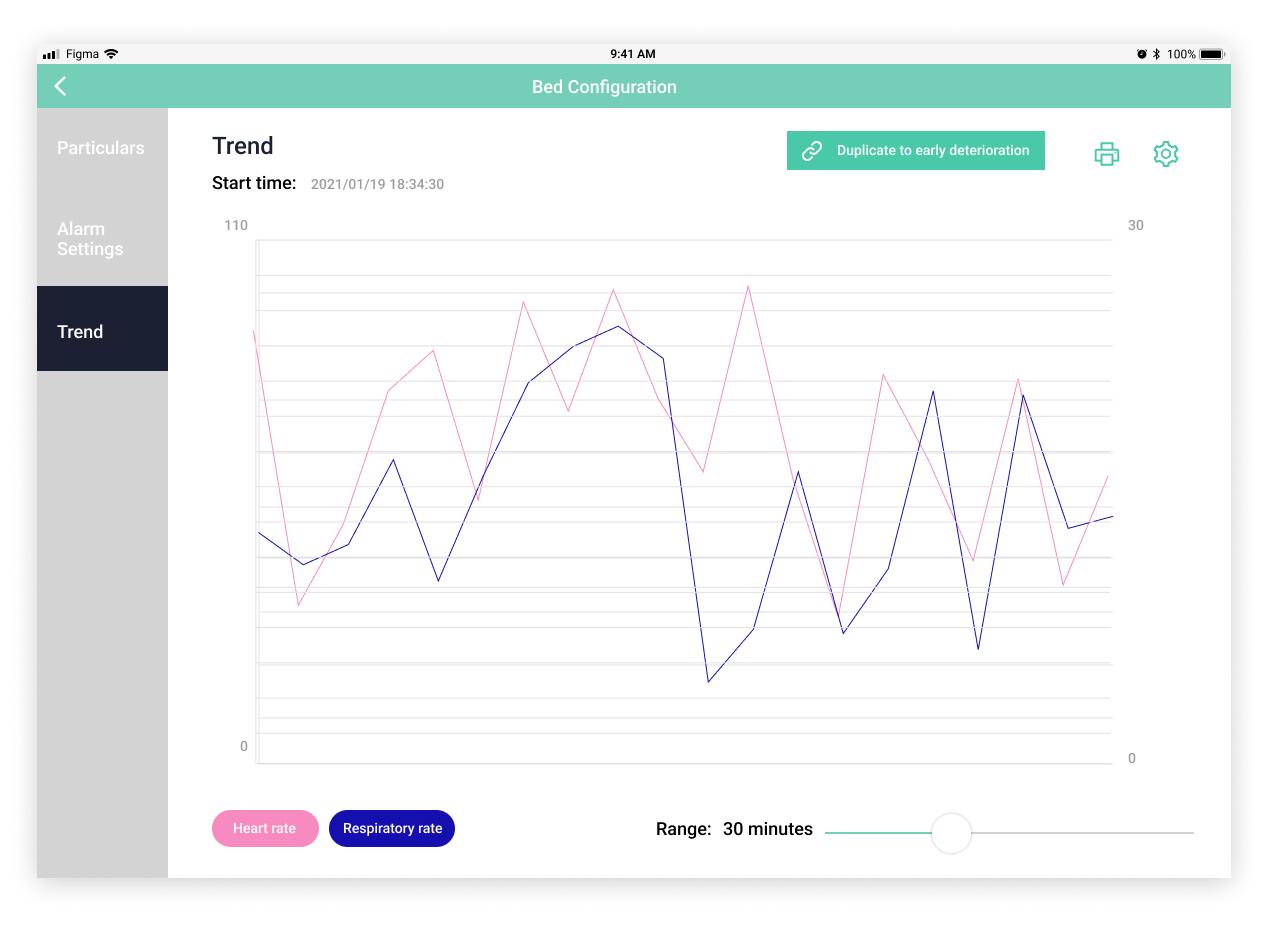 Figma
9:41 AM
100%
Bed Configuration
Particulars
Alarm
Settings
Trend
Trend
Duplicate to early deterioration
Start time: 2021/01/19 18:34:30
110
30
0
0
Heart rate
Respiratory rate
Range: 30 minutes